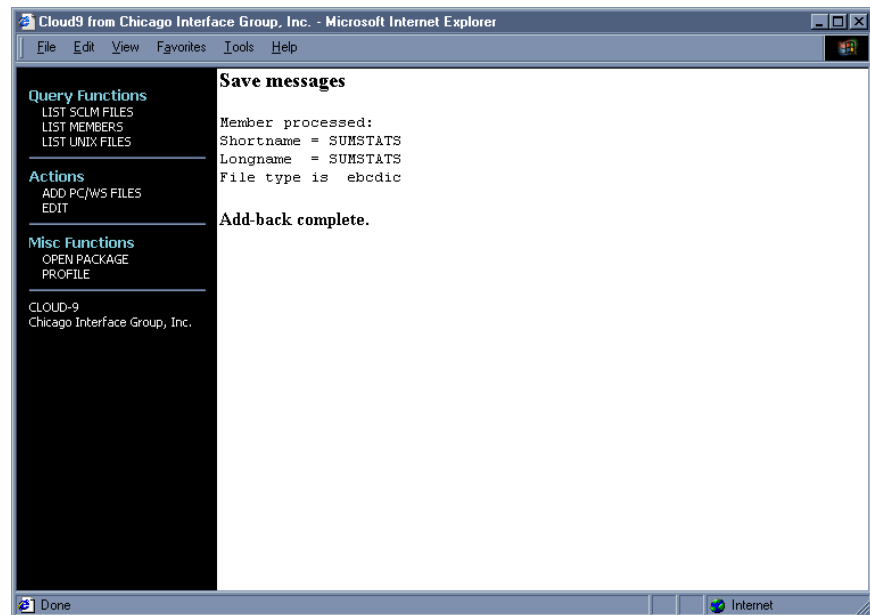 Cloud9 from Chicago Interface Group, Inc. - Microsoft Internet Explorer
File Edit View Favorites Tools Help
Query Functions
LIST SCLM FILES
LIST MEMBERS
LIST UNIX FILES
Actions
ADD PC/WS FILES
EDIT
Misc Functions
OPEN PACKAGE
PROFILE
CLOUD-9
Chicago Interface Group, Inc.
Save messages
Member processed:
Shortname = SUMSTATS
Longname = SUMSTATS
File type is ebcdic
Add-back complete.
Done
Internet